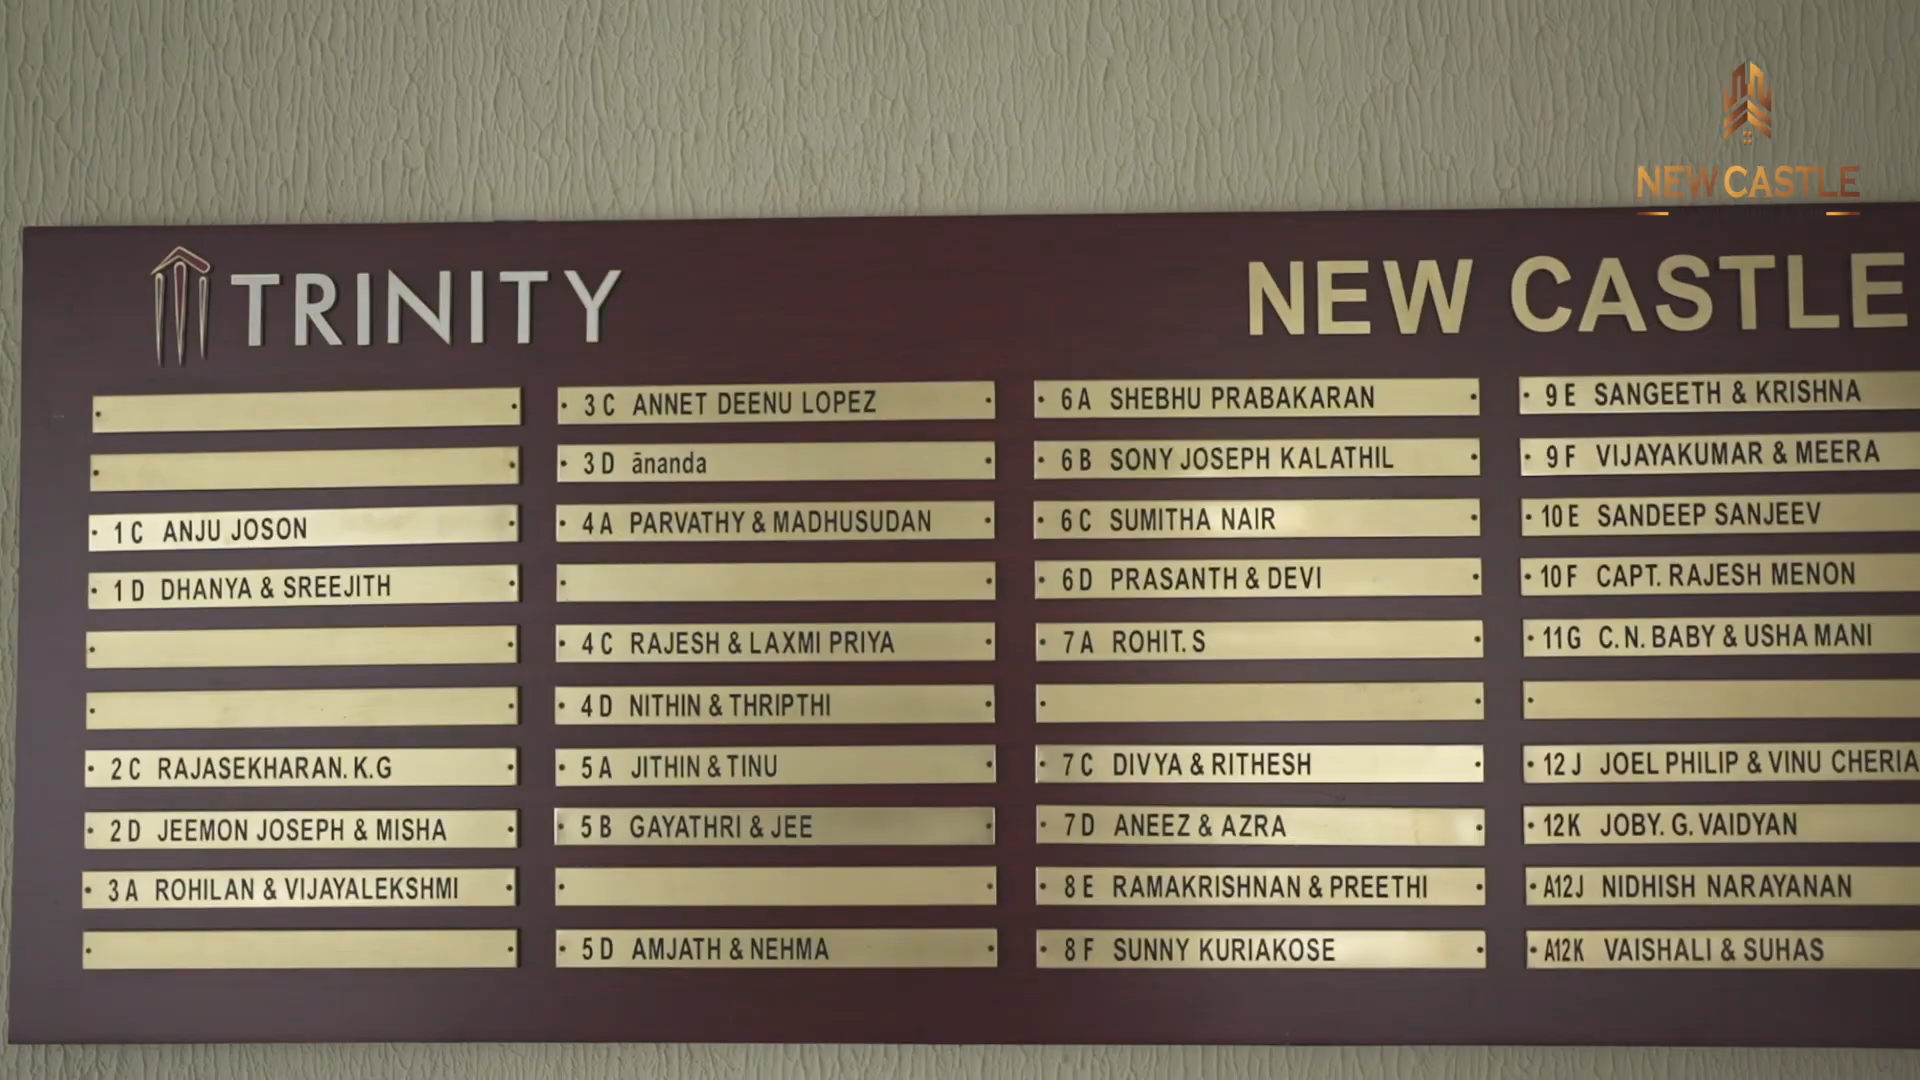 NEW CASTLE
TRINITY
NEW CASTLE
1 C ANJU JOSON
1 D DHANYA & SREEJITH
2 C RAJASEKHARAN. K.G
2 D JEEMON JOSEPH & MISHA
3 A ROHILAN & VIJAYALEKSHMI
3 C ANNET DEENU LOPEZ
3 D ānanda
4 A PARVATHY & MADHUSUDAN
4 C RAJESH & LAXMI PRIYA
4 D NITHIN & THRIPTHI
5 A JITHIN & TINU
5 B GAYATHRI & JEE
5 D AMJATH & NEHMA
6 A SHEBHU PRABAKARAN
6 B SONY JOSEPH KALATHIL
6 C SUMITHA NAIR
6 D PRASANTH & DEVI
7 A ROHIT. S
7 C DIVYA & RITHESH
7 D ANEEZ & AZRA
8 E RAMAKRISHNAN & PREETHI
8 F SUNNY KURIAKOSE
9 E SANGEETH & KRISHNA
9 F VIJAYAKUMAR & MEERA
10 E SANDEEP SANJEEV
10 F CAPT. RAJESH MENON
11G C. N. BABY & USHA MANI
12 J JOEL PHILIP & VINU CHERIA
12K JOBY. G. VAIDYAN
A12J NIDHISH NARAYANAN
A12K VAISHALI & SUHAS